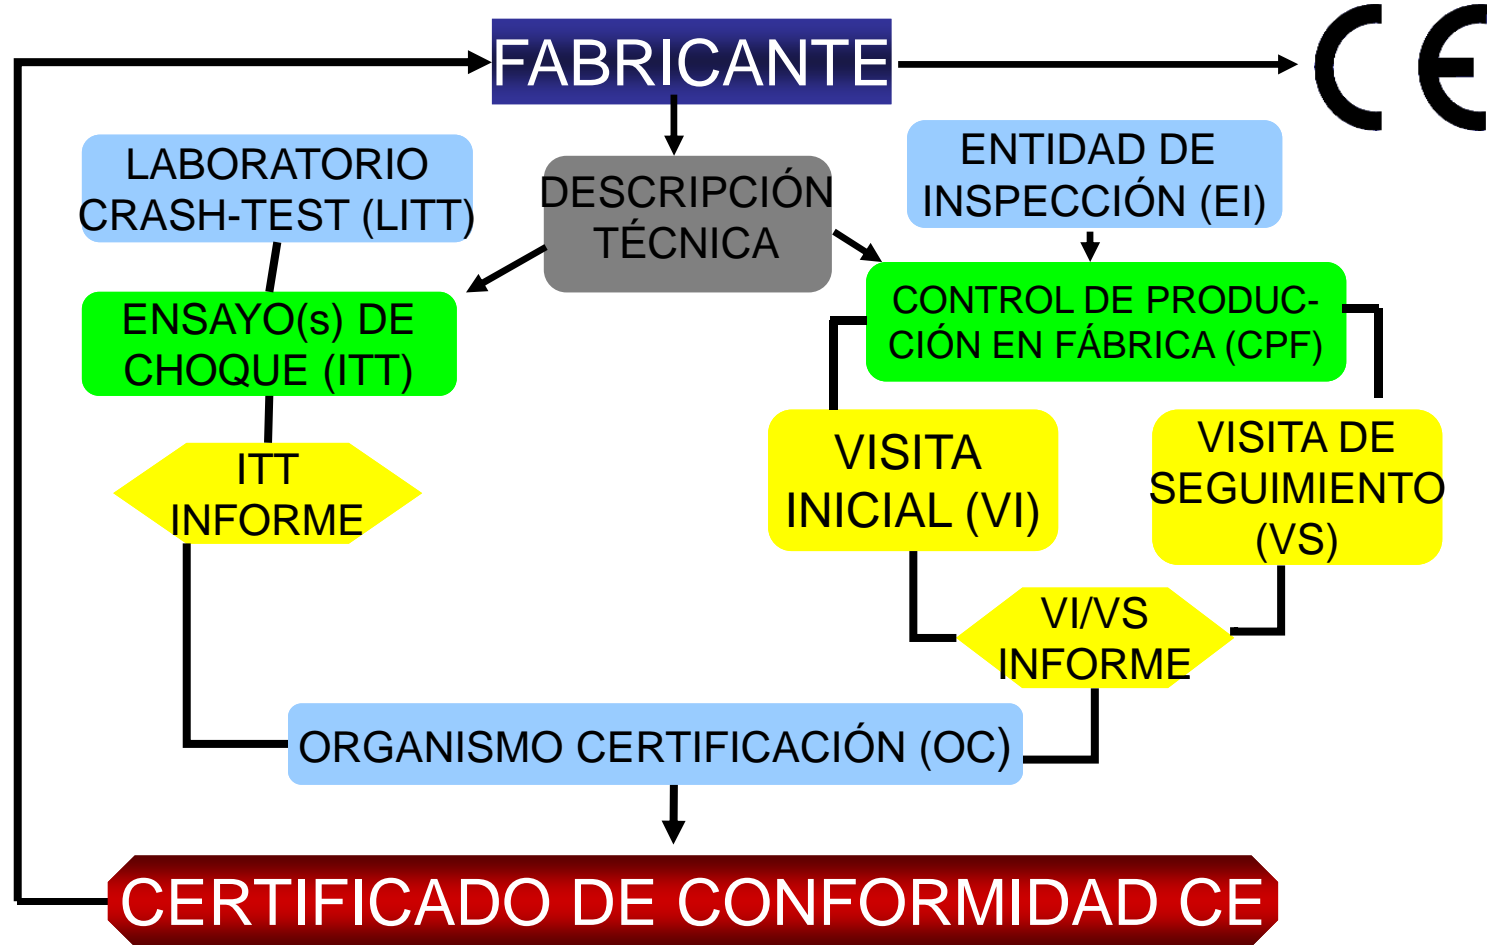 FABRICANTE
CE
LABORATORIO
CRASH-TEST (LITT)
DESCRIPCIÓN
TÉCNICA
ENTIDAD DE
INSPECCIÓN (EI)
ENSAYO(s) DE
CHOQUE (ITT)
CONTROL DE PRODUC-
CIÓN EN FÁBRICA (CPF)
ITT
INFORME
VISITA
INICIAL (VI)
VISITA DE
SEGUIMIENTO
(VS)
VI/VS
INFORME
ORGANISMO CERTIFICACIÓN (OC)
CERTIFICADO DE CONFORMIDAD CE